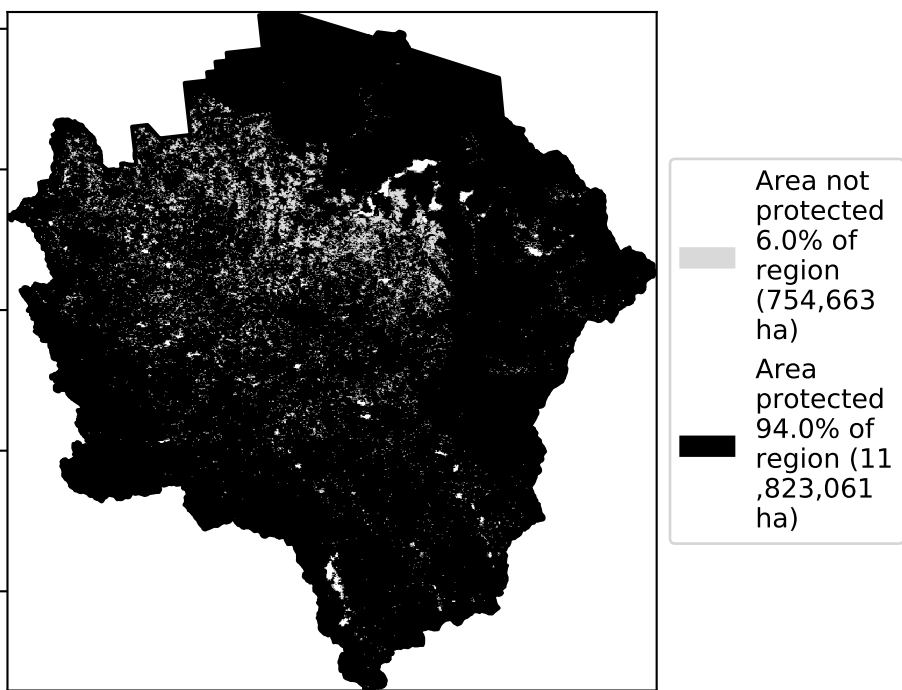 Area not
protected
6.0% of
region
(754,663
ha)
Area
protected
94.0% of
region (11
,823,061
ha)